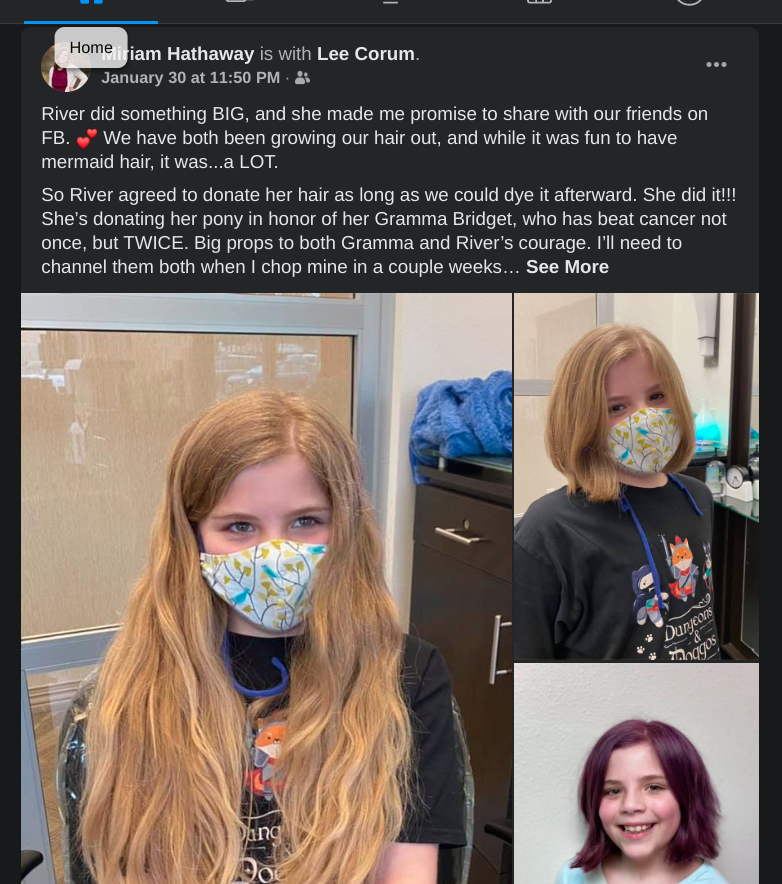 Home
Miriam Hathaway is with Lee Corum.
January 30 at 11:50 PM ·
River did something BIG, and she made me promise to share with our friends on
FB. 💕 We have both been growing our hair out, and while it was fun to have
mermaid hair, it was...a LOT.
So River agreed to donate her hair as long as we could dye it afterward. She did it!!!
She’s donating her pony in honor of her Gramma Bridget, who has beat cancer not
once, but TWICE. Big props to both Gramma and River’s courage. I’ll need to
channel them both when I chop mine in a couple weeks… See More
Dungeons
&
Doggos